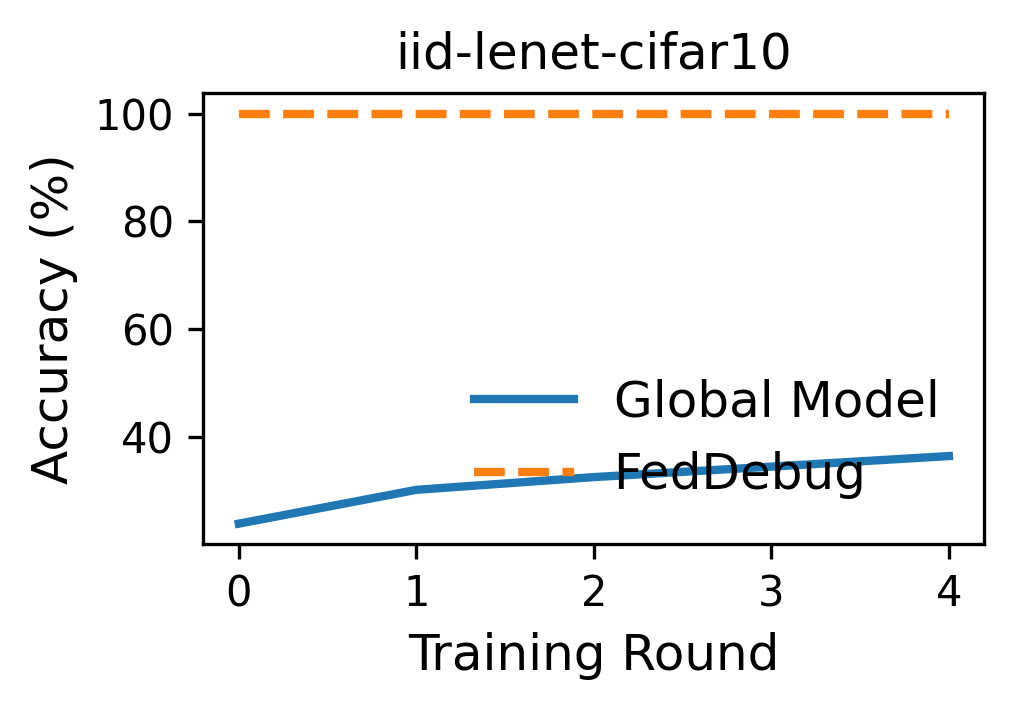 iid-lenet-cifar10
100
80
60
40
Accuracy (%)
Global Model
FedDebug
0 1 2 3 4
Training Round